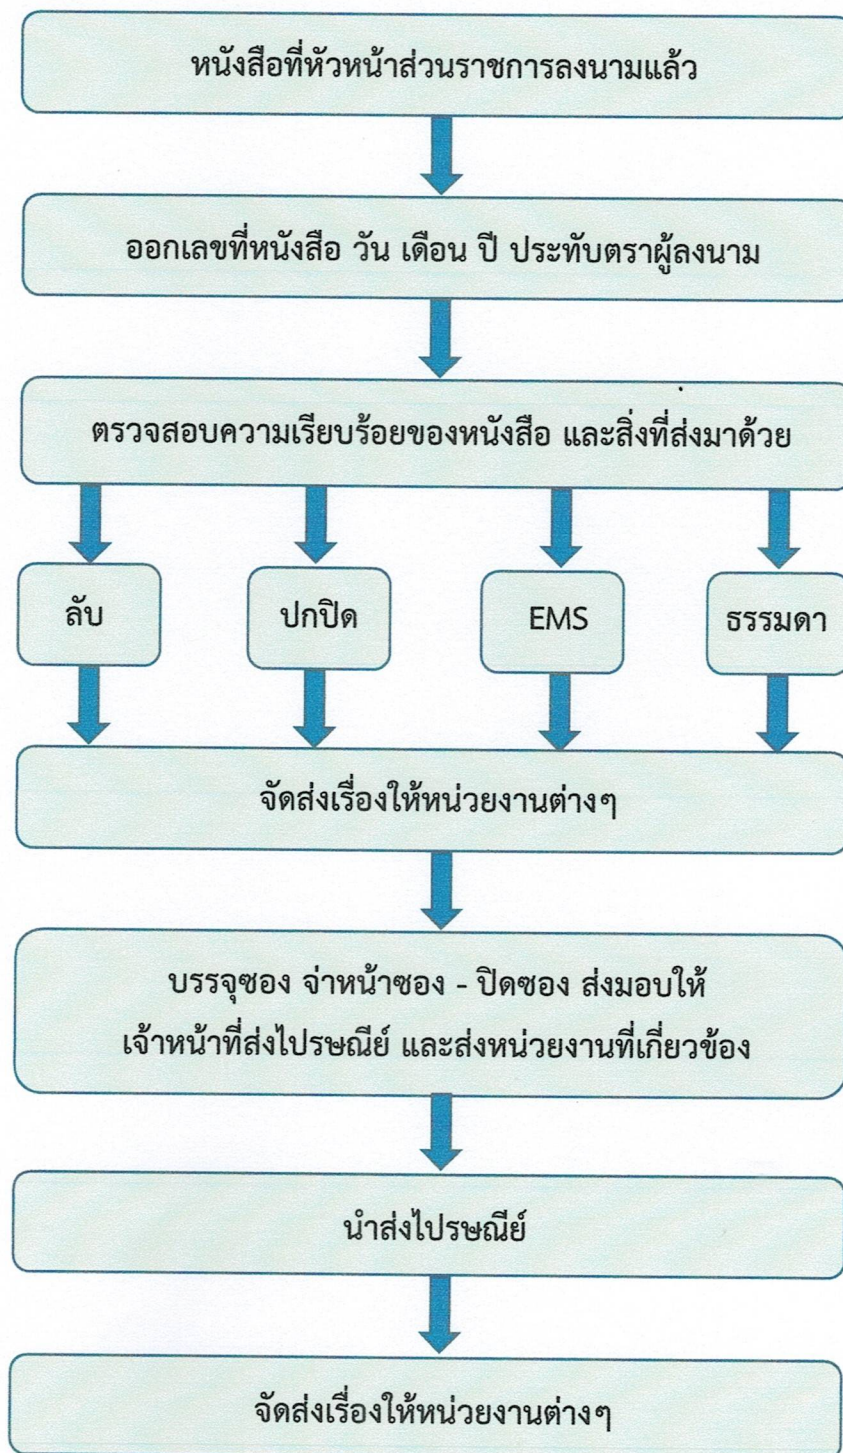 หนังสือที่หัวหน้าส่วนราชการลงนามแล้ว
ออกเลขที่หนังสือ วัน เดือน ปี ประทับตราผู้ลงนาม
ตรวจสอบความเรียบร้อยของหนังสือ และสิ่งที่ส่งมาด้วย
ลับ ปกปิด EMS ธรรมดา
จัดส่งเรื่องให้หน่วยงานต่างๆ
บรรจุซอง จ่าหน้าซอง - ปิดซอง ส่งมอบให้
เจ้าหน้าที่ส่งไปรษณีย์ และส่งหน่วยงานที่เกี่ยวข้อง
นำส่งไปรษณีย์
จัดส่งเรื่องให้หน่วยงานต่างๆ